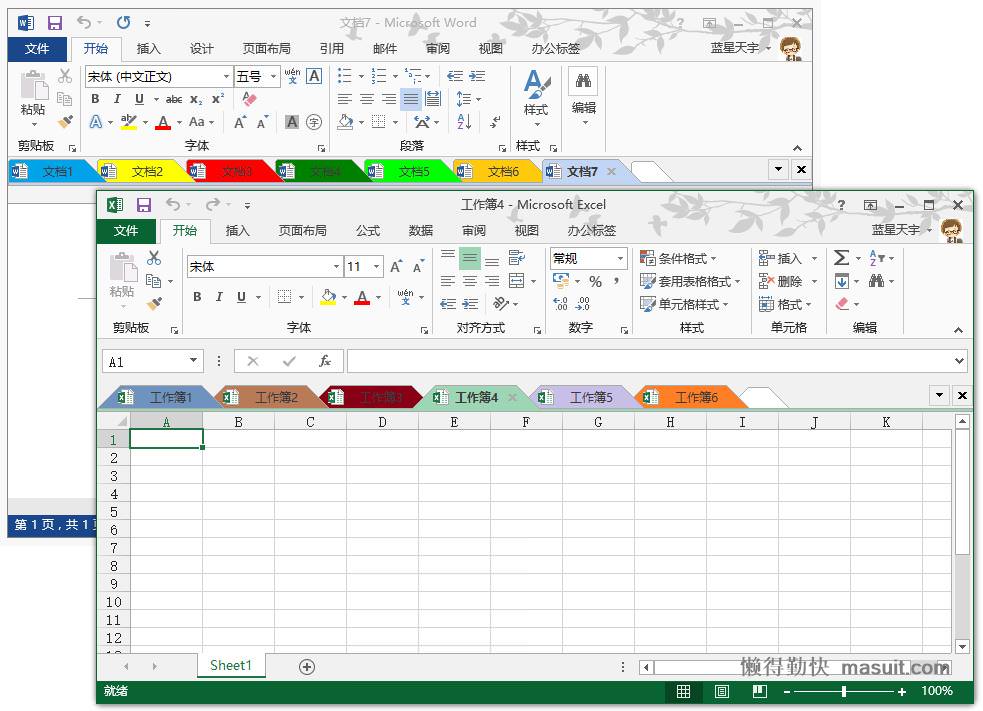 文档7 - Microsoft Word
文件 开始 插入 设计 页面布局 引用 邮件 审阅 视图 办公标签 蓝星天宇
宋体 (中文正文) 五号 wén 文 A
粘贴 样式 编辑
B I U abc X₂ X² Aa A A A 字
剪贴板 字体 段落 样式
文档1 文档2 文档3 文档4 文档5 文档6 文档7
工作簿4 - Microsoft Excel
文件 开始 插入 页面布局 公式 数据 审阅 视图 办公标签 蓝星天宇
粘贴 宋体 11 A A 常规 条件格式 插入 Σ
B I U A wén 文 % , 套用表格格式 删除
单元格样式 格式
剪贴板 字体 对齐方式 数字 样式 单元格 编辑
A1 fx
工作簿1 工作簿2 工作簿3 工作簿4 工作簿5 工作簿6
A B C D E F G H I J K
1
2
3
4
5
6
7
8
9
10
11
12
第 1 页 , 共 1
Sheet1
懒得勤快 masuit.com
就绪 100%